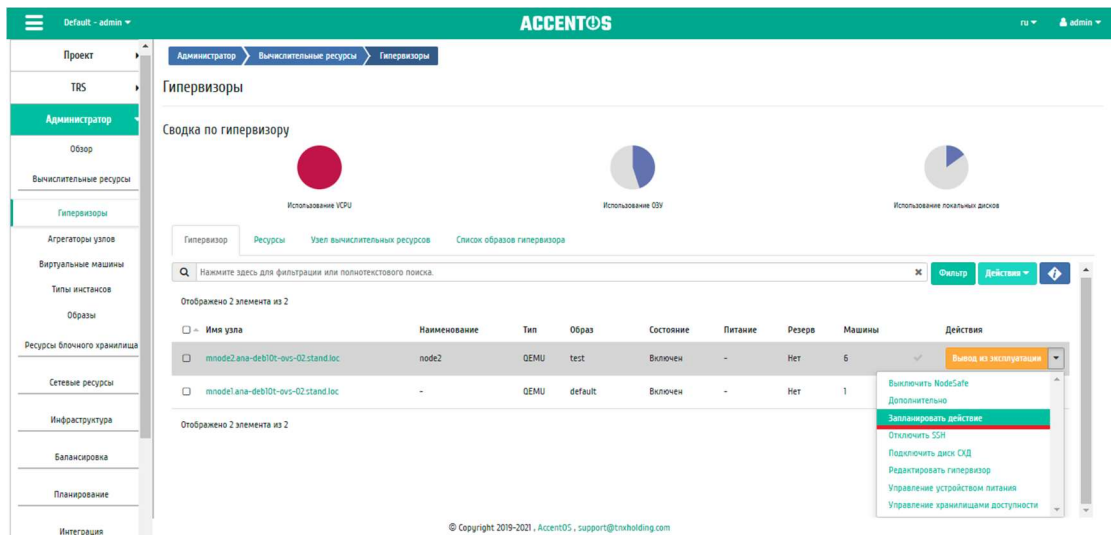 Default - admin
ACCENTOS
ru
admin
Проект
TRS
Администратор
Обзор
Вычислительные ресурсы
Гипервизоры
Агрегаторы узлов
Виртуальные машины
Типы инстансов
Образы
Ресурсы блочного хранилища
Сетевые ресурсы
Инфраструктура
Балансировка
Планирование
Интеграция
Администратор Вычислительные ресурсы Гипервизоры
Гипервизоры
Сводка по гипервизору
Использование VCPU
Использование ОЗУ
Использование локальных дисков
Гипервизор Ресурсы Узел вычислительных ресурсов Список образов гипервизора
Нажмите здесь для фильтрации или полнотекстового поиска.
Фильтр Действия
Отображено 2 элемента из 2
Имя узла Наименование Тип Образ Состояние Питание Резерв Машины Действия
mnode2.ana-deb10t-ovs-02.stand.loc node2 QEMU test Включен - Нет 6 Вывод из эксплуатации
mnode1.ana-deb10t-ovs-02.stand.loc - QEMU default Включен - Нет 1
Отображено 2 элемента из 2
Выключить NodeSafe
Дополнительно
Запланировать действие
Отключить SSH
Подключить диск СХД
Редактировать гипервизор
Управление устройством питания
Управление хранилищами доступности
© Copyright 2019-2021 , AccentOS , support@tnxholding.com